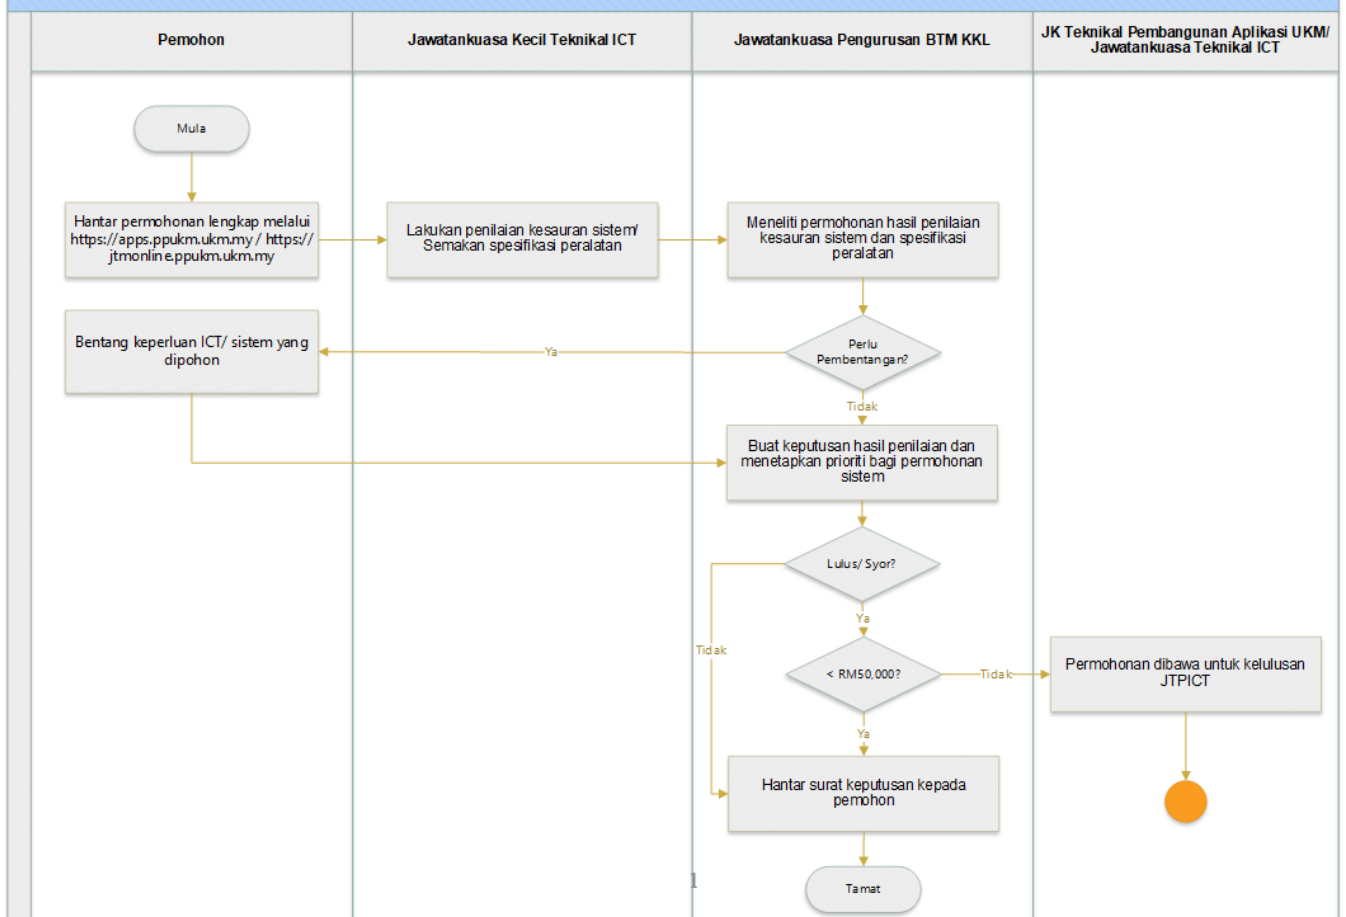 Pemohon
Jawatankuasa Kecil Teknikal ICT
Jawatankuasa Pengurusan BTM KKL
JK Teknikal Pembangunan Aplikasi UKM/
Jawatankuasa Teknikal ICT
Mula
Hantar permohonan lengkap melalui
https://apps.ppukm.ukm.my / https://
jtmonline.ppukm.ukm.my
Lakukan penilaian kesauran sistem/
Semakan spesifikasi peralatan
Meneliti permohonan hasil penilaian
kesauran sistem dan spesifikasi
peralatan
Bentang keperluan ICT/ sistem yang
dipohon
Ya
Perlu
Pembentangan?
Tidak
Buat keputusan hasil penilaian dan
menetapkan prioriti bagi permohonan
sistem
Lulus/ Syor?
Ya
Tidak
< RM50,000?
Tidak
Permohonan dibawa untuk kelulusan
JTPICT
Ya
Hantar surat keputusan kepada
pemohon
1
Tamat